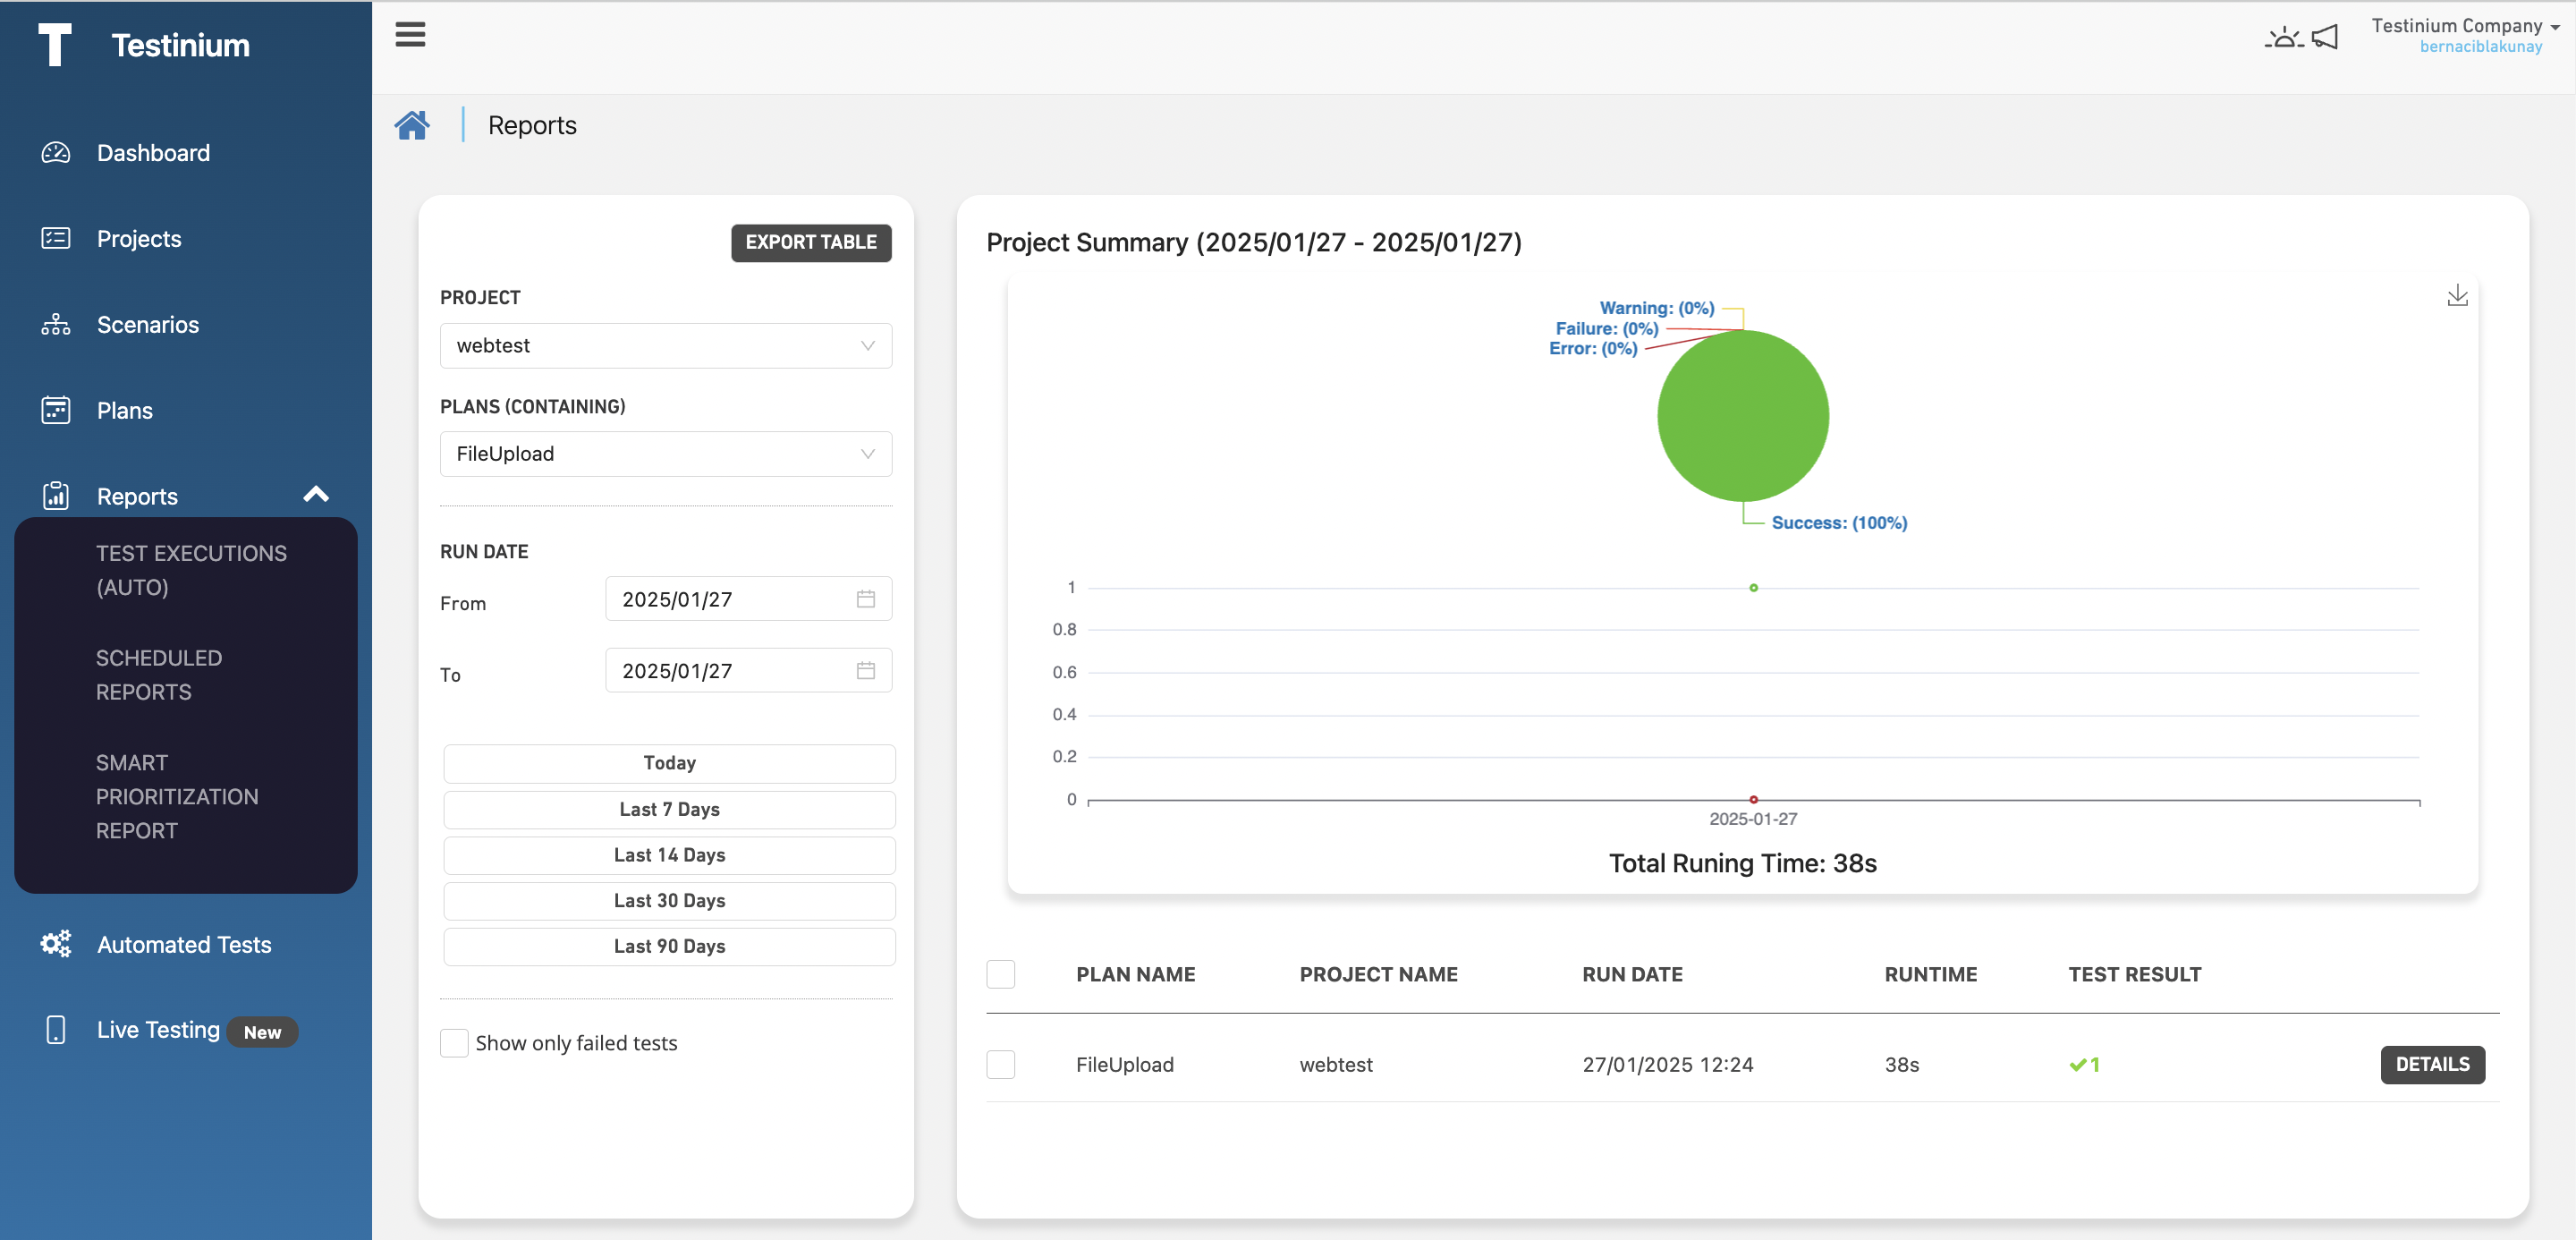 Testinium
Dashboard
Projects
Scenarios
Plans
Reports
TEST EXECUTIONS
(AUTO)
SCHEDULED
REPORTS
SMART
PRIORITIZATION
REPORT
Automated Tests
Live Testing New
Testinium Company
bernaciblakunay
Reports
EXPORT TABLE
PROJECT
webtest
PLANS (CONTAINING)
FileUpload
RUN DATE
From 2025/01/27
To 2025/01/27
Today
Last 7 Days
Last 14 Days
Last 30 Days
Last 90 Days
Show only failed tests
Project Summary (2025/01/27 - 2025/01/27)
Warning: (0%)
Failure: (0%)
Error: (0%)
Success: (100%)
1
0.8
0.6
0.4
0.2
0
2025-01-27
Total Runing Time: 38s
PLAN NAME PROJECT NAME RUN DATE RUNTIME TEST RESULT
FileUpload webtest 27/01/2025 12:24 38s ✔1 DETAILS